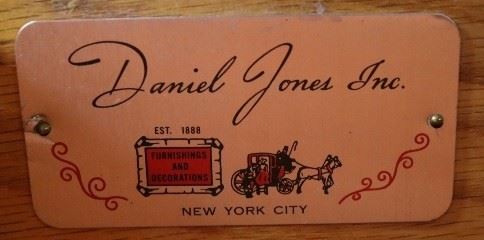 Daniel Jones Inc.
EST. 1888
FURNISHINGS
AND
DECORATIONS
NEW YORK CITY